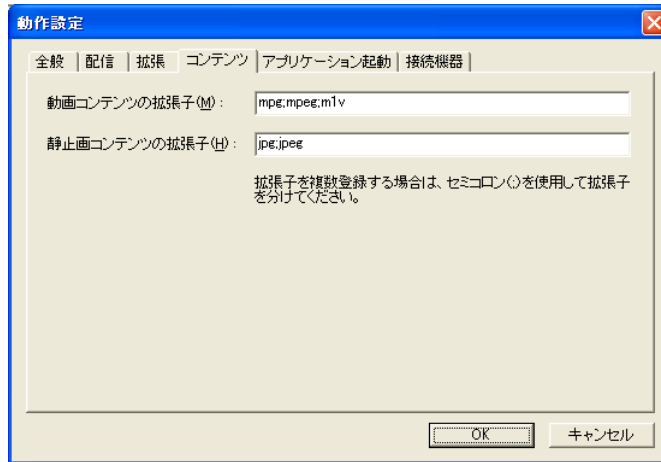 動作設定
全般 配信 拡張 コンテンツ アプリケーション起動 接続機器
動画コンテンツの拡張子(M): mpg;mpeg;m1v
静止画コンテンツの拡張子(H): jpg;jpeg
拡張子を複数登録する場合は、セミコロン(;)を使用して拡張子
を分けてください。
OK キャンセル